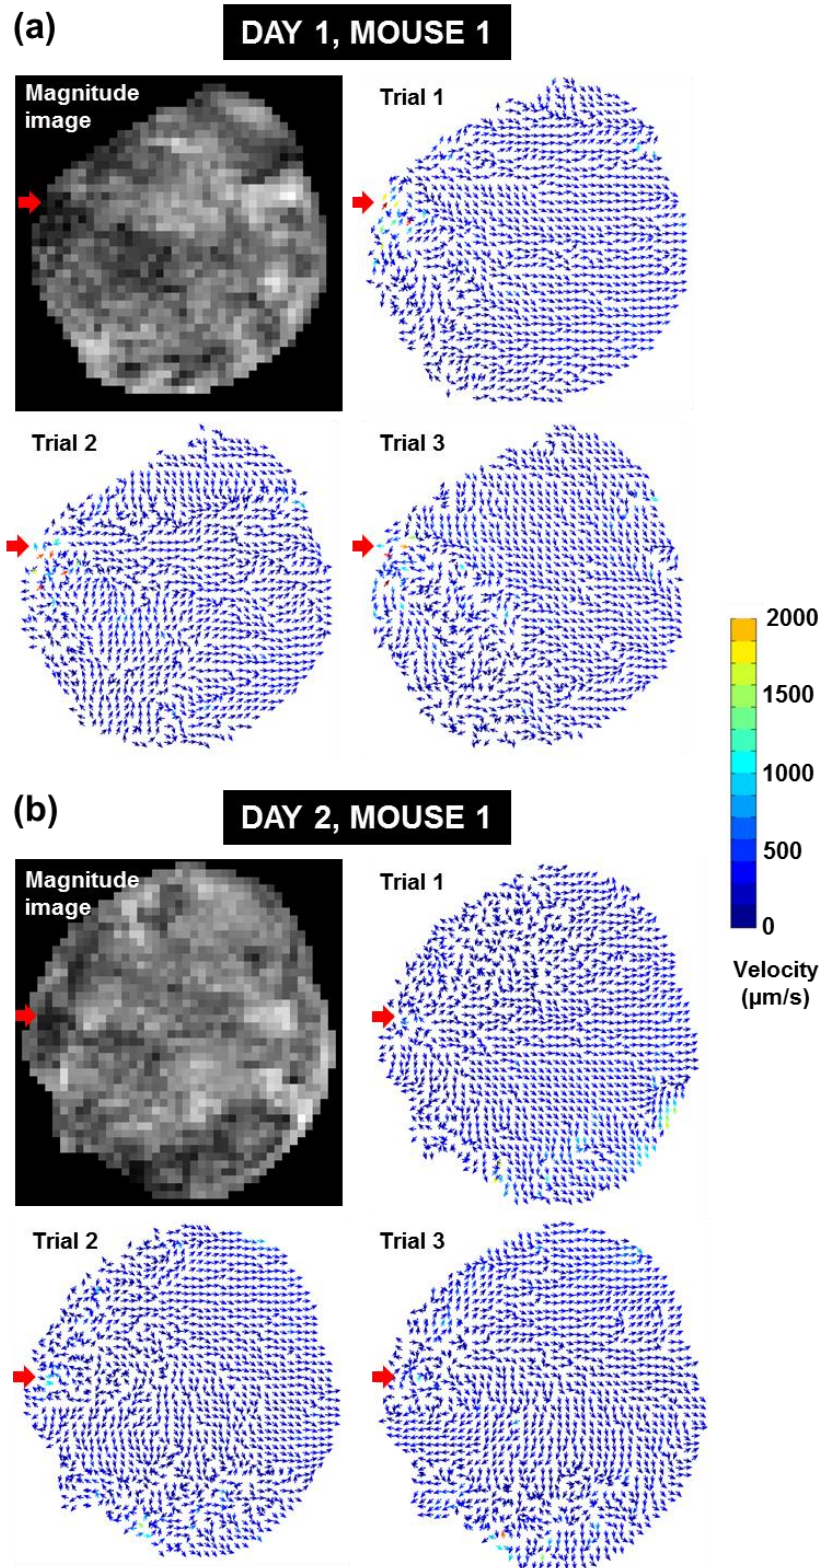 (a)
DAY 1, MOUSE 1
Magnitude
image
Trial 1
Trial 2
Trial 3
2000
1500
1000
500
0
Velocity
(µm/s)
(b)
DAY 2, MOUSE 1
Magnitude
image
Trial 1
Trial 2
Trial 3